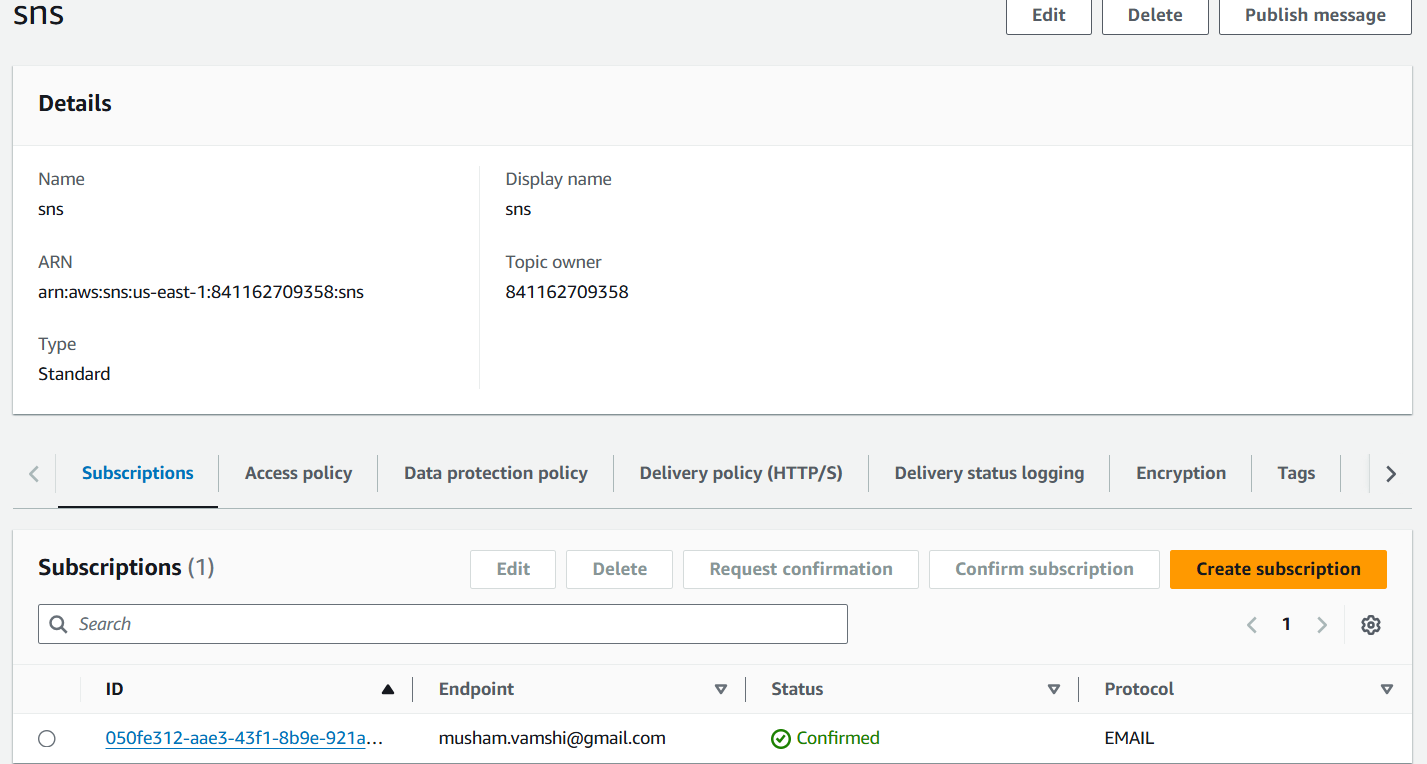 sns
Edit
Delete
Publish message
Details
Name
Display name
sns
sns
ARN
Topic owner
arn:aws:sns:us-east-1:841162709358:sns
841162709358
Type
Standard
Subscriptions
Access policy
Data protection policy
Delivery policy (HTTP/S)
Delivery status logging
Encryption
Tags
Subscriptions (1)
Edit
Delete
Request confirmation
Confirm subscription
Create subscription
Search
1
ID
Endpoint
Status
Protocol
050fe312-aae3-43f1-8b9e-921a...
musham.vamshi@gmail.com
Confirmed
EMAIL